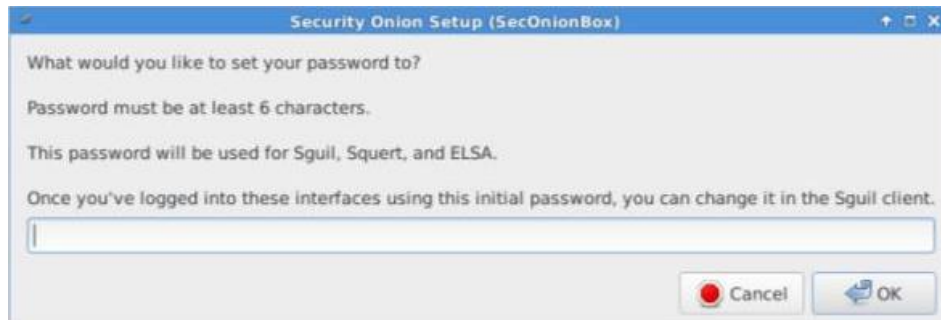 Security Onion Setup (SecOnionBox)
What would you like to set your password to?
Password must be at least 6 characters.
This password will be used for Sguil, Squert, and ELSA.
Once you've logged into these interfaces using this initial password, you can change it in the Sguil client.
Cancel OK